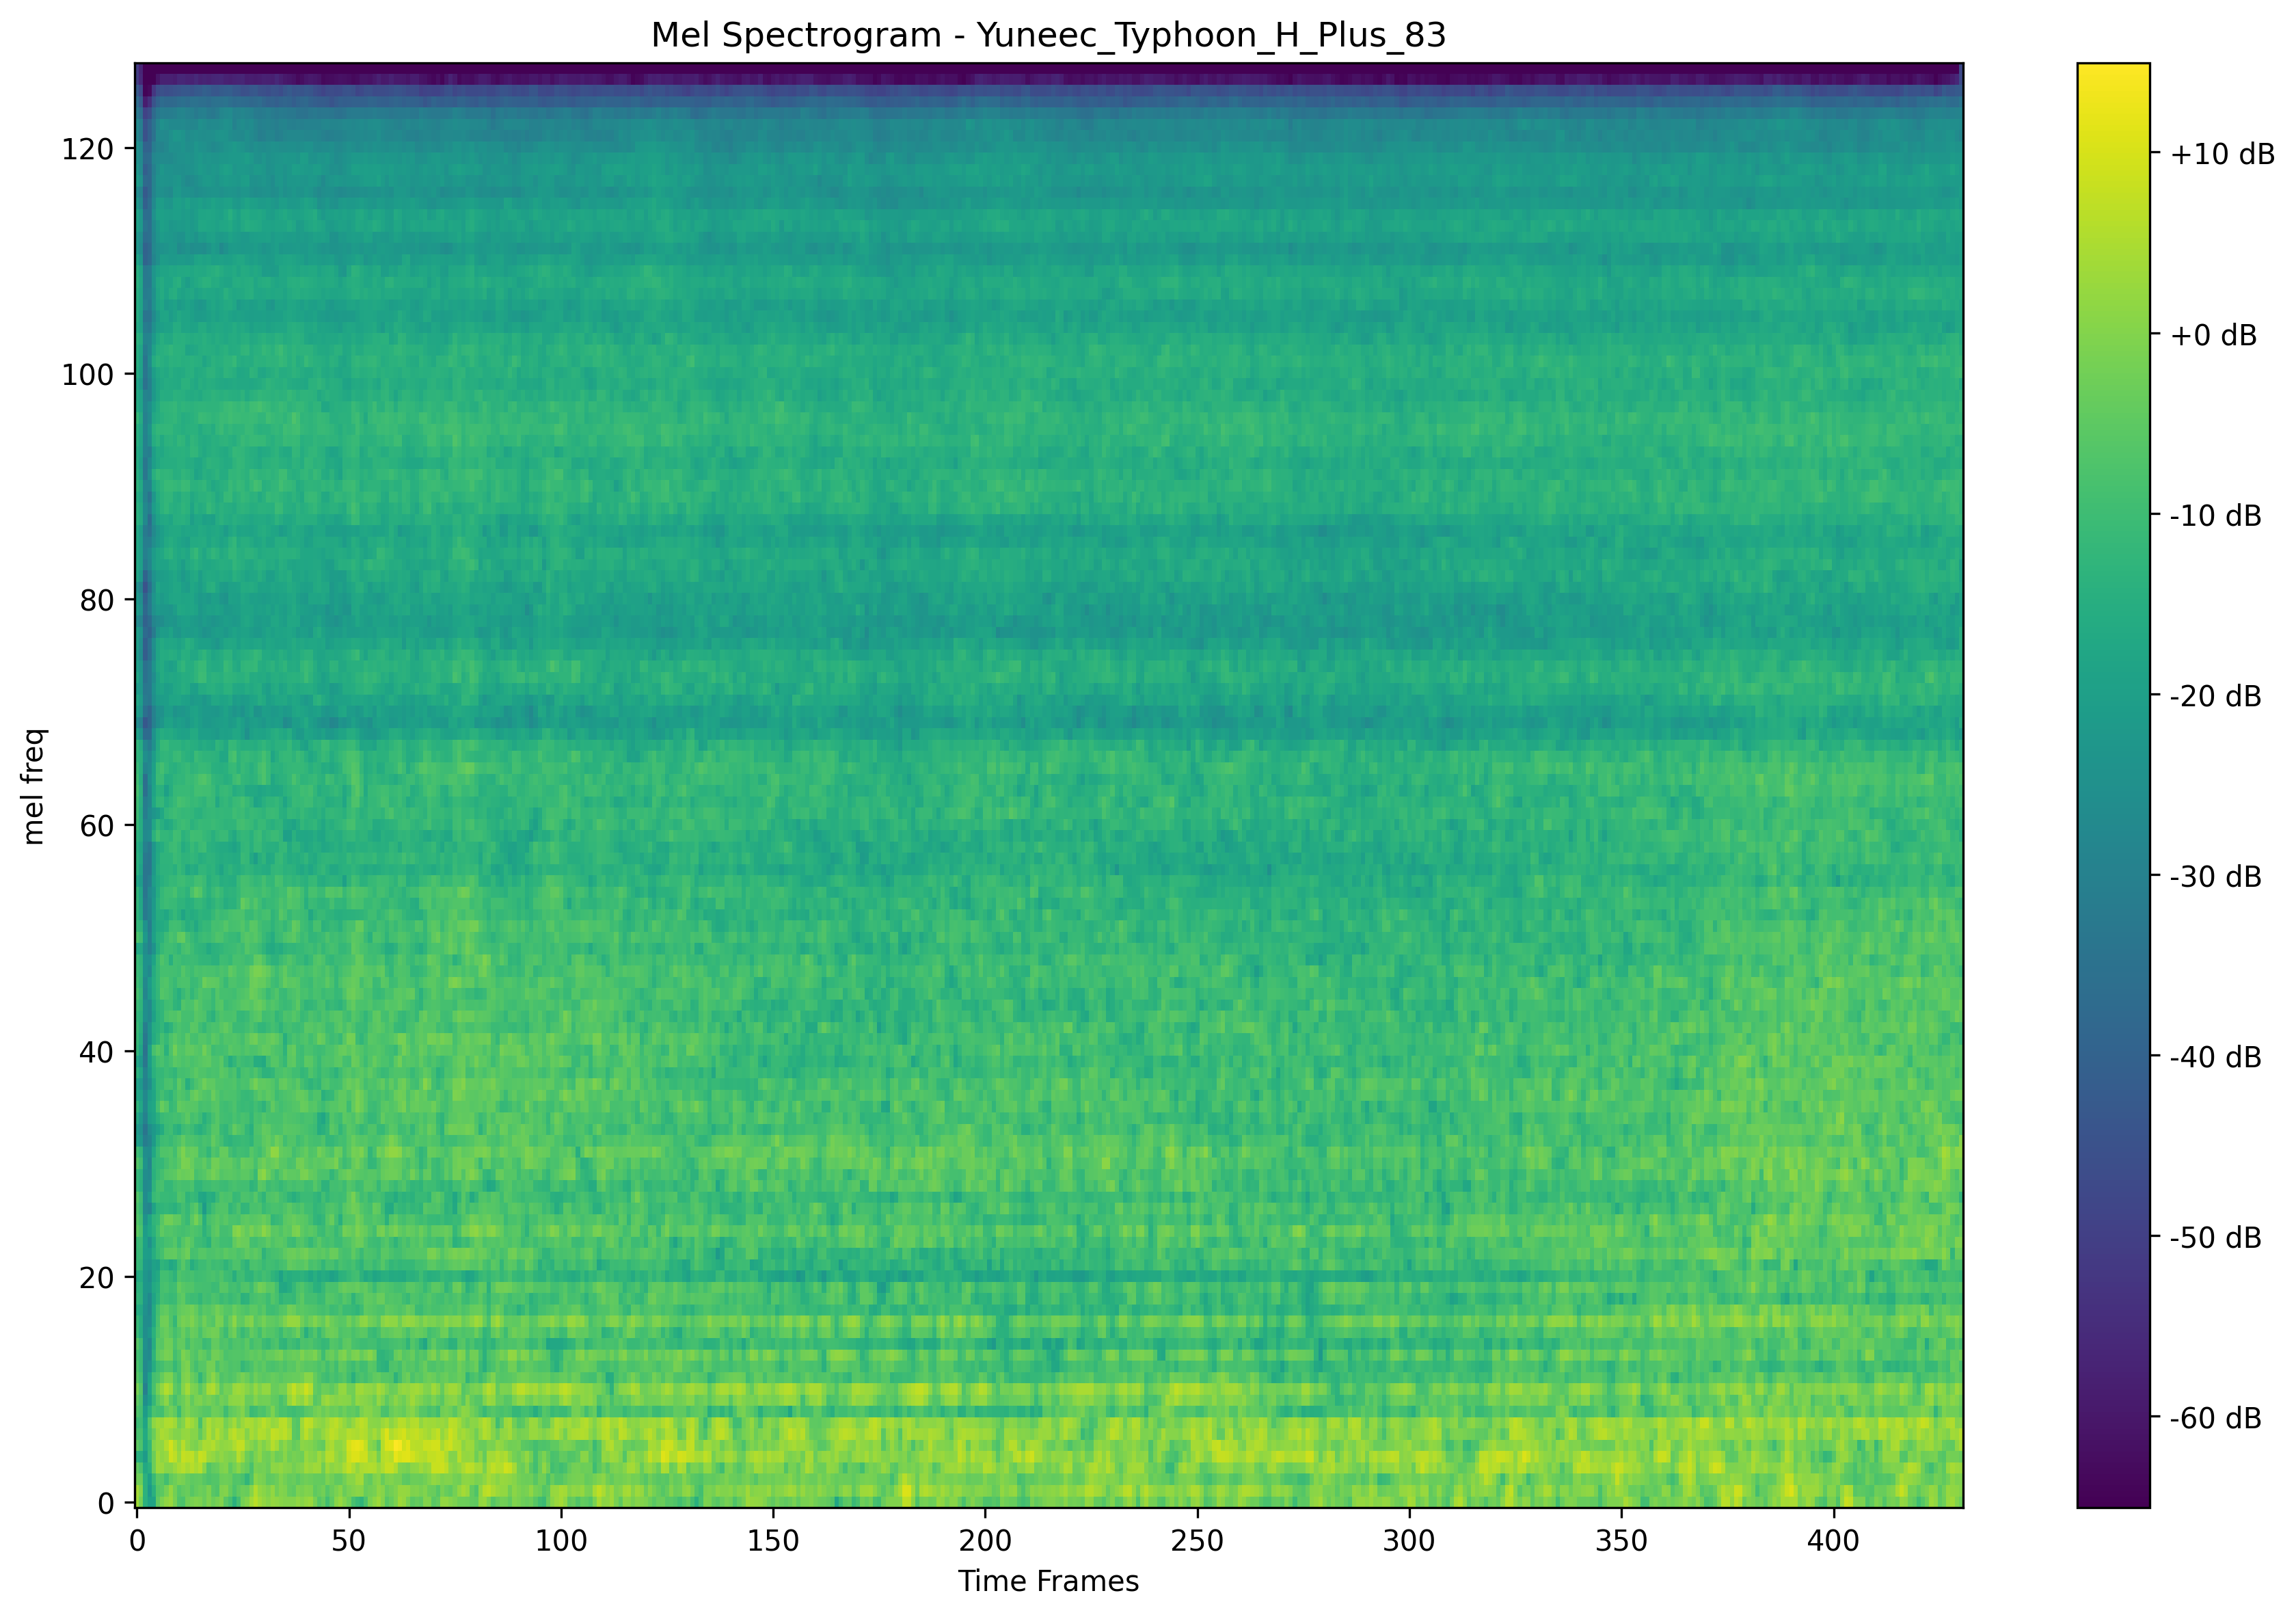 Mel Spectrogram - Yuneec_Typhoon_H_Plus_83
mel freq
120
100
80
60
40
20
0
0 50 100 150 200 250 300 350 400
Time Frames
+10 dB
+0 dB
-10 dB
-20 dB
-30 dB
-40 dB
-50 dB
-60 dB